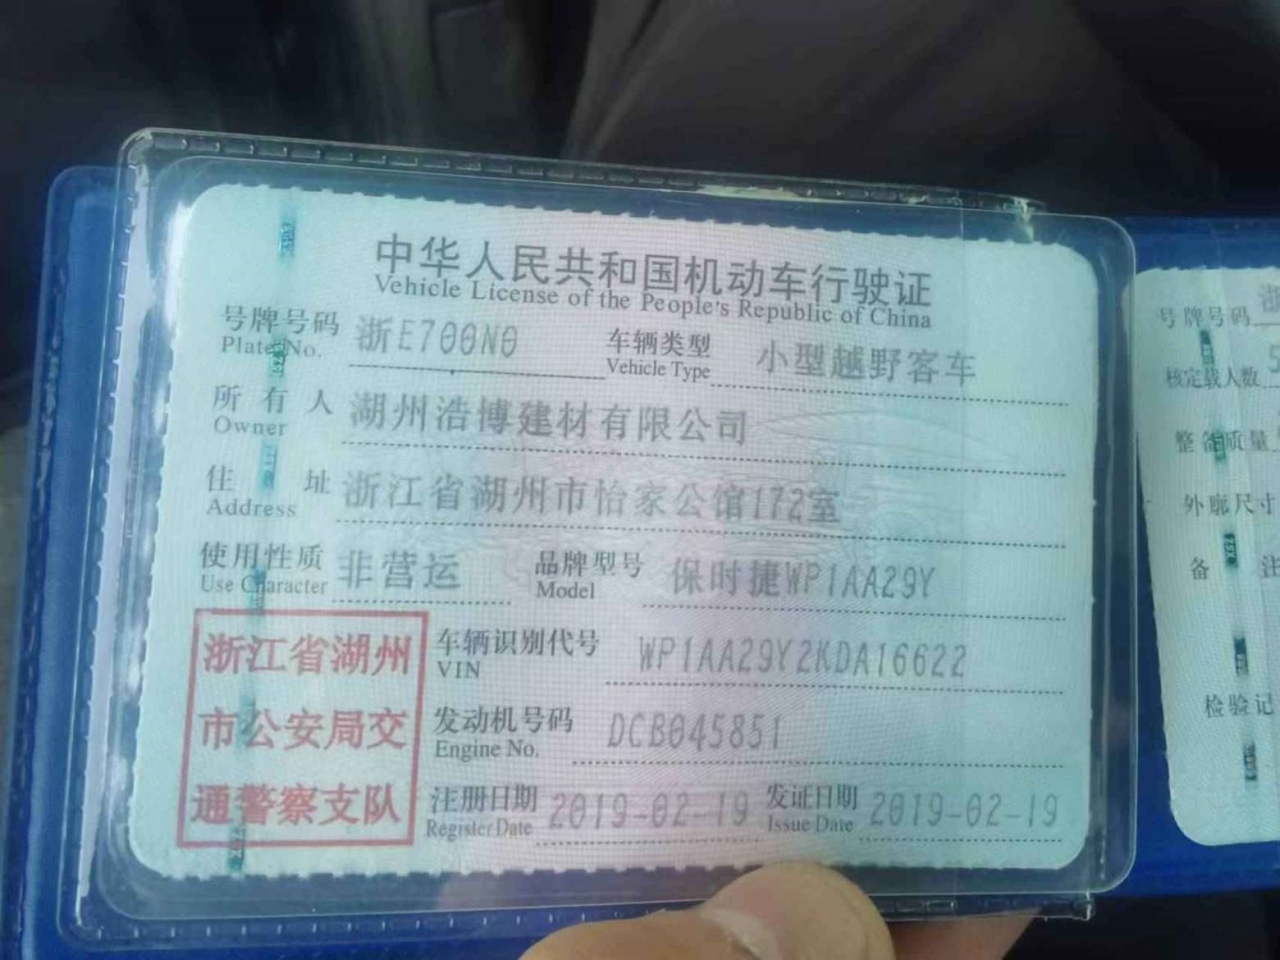 中华人民共和国机动车行驶证
Vehicle License of the People's Republic of China
号牌号码 浙E700N0 车辆类型 小型越野客车
Plate No. Vehicle Type
所有人 湖州浩博建材有限公司
Owner
住址 浙江省湖州市怡家公馆172室
Address
使用性质 非营运 品牌型号 保时捷WP1AA29Y
Use Character Model
浙江省湖州
市公安局交
通警察支队
车辆识别代号 WP1AA29Y2KDA16622
VIN
发动机号码 DCB045851
Engine No.
注册日期 2019-02-19 发证日期 2019-02-19
Register Date Issue Date
号牌号码 浙
核定载人数 5
整备质量
外廓尺寸
备注
检验记